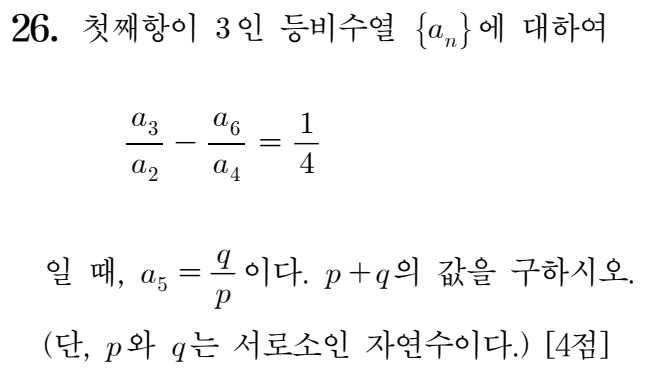 26. 첫째항이 3인 등비수열 {aₙ}에 대하여
a₃/a₂ − a₆/a₄ = 1/4
일 때, a₅ = q/p 이다. p+q의 값을 구하시오.
(단, p와 q는 서로소인 자연수이다.) [4점]